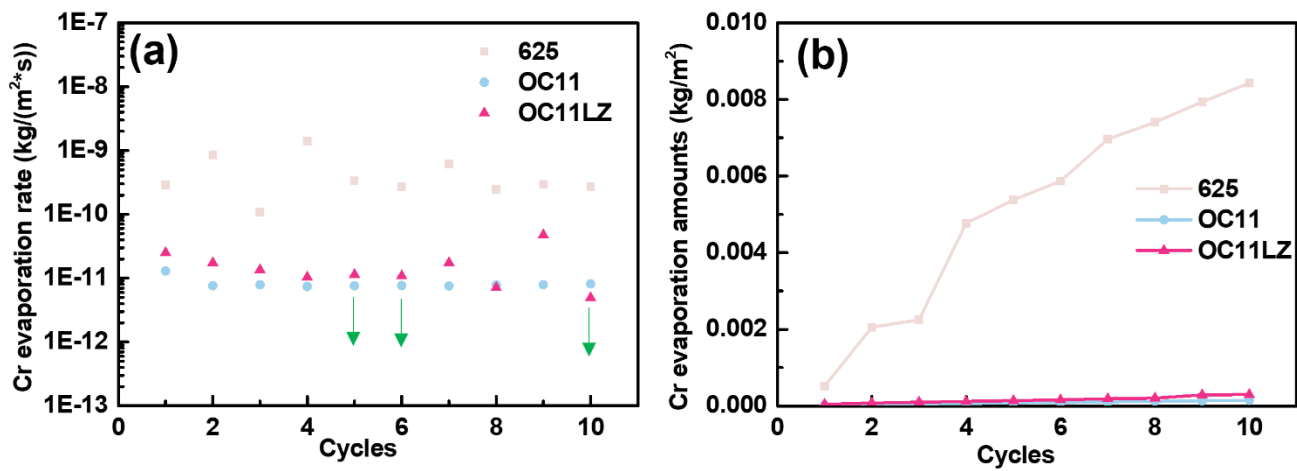 (a)
Cr evaporation rate (kg/(m²*s))
1E-7
1E-8
1E-9
1E-10
1E-11
1E-12
1E-13
625
OC11
OC11LZ
0 2 4 6 8 10
Cycles
(b)
Cr evaporation amounts (kg/m²)
0.010
0.008
0.006
0.004
0.002
0.000
625
OC11
OC11LZ
0 2 4 6 8 10
Cycles